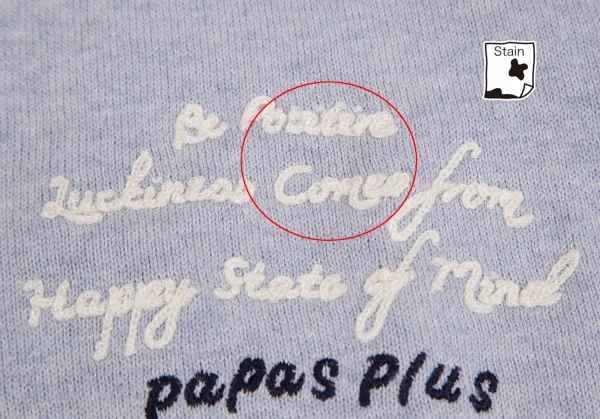 Stain
Be Positive
Luckiness Comes from
Happy State of Mind
papas plus